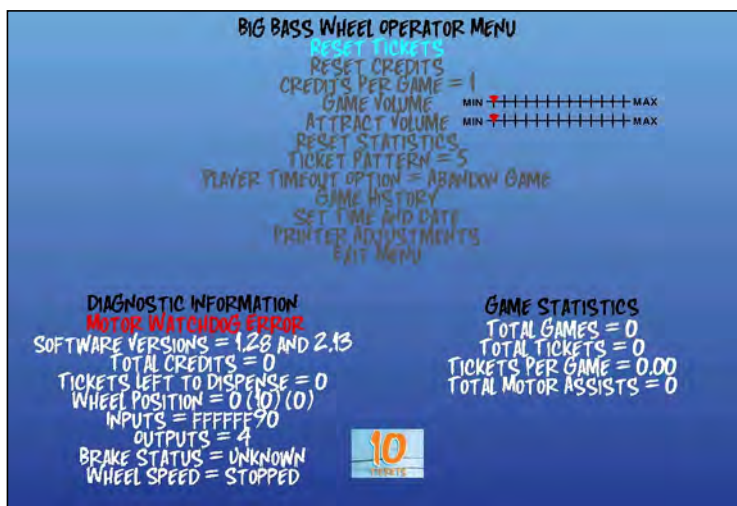 BIG BASS WHEEL OPERATOR MENU
RESET TICKETS
RESET CREDITS
CREDITS PER GAME = 1
GAME VOLUME MIN MAX
ATTRACT VOLUME MIN MAX
RESET STATISTICS
TICKET PATTERN = 5
PLAYER TIMEOUT OPTION = ABANDON GAME
GAME HISTORY
SET TIME AND DATE
PRINTER ADJUSTMENTS
EXIT MENU
DIAGNOSTIC INFORMATION
MOTOR WATCHDOG ERROR
SOFTWARE VERSIONS = 1.28 AND 2.13
TOTAL CREDITS = 0
TICKETS LEFT TO DISPENSE = 0
WHEEL POSITION = 0 (10) (0)
INPUTS = FFFFFF90
OUTPUTS = 4
BRAKE STATUS = UNKNOWN
WHEEL SPEED = STOPPED
GAME STATISTICS
TOTAL GAMES = 0
TOTAL TICKETS = 0
TICKETS PER GAME = 0.00
TOTAL MOTOR ASSISTS = 0
10
TICKETS